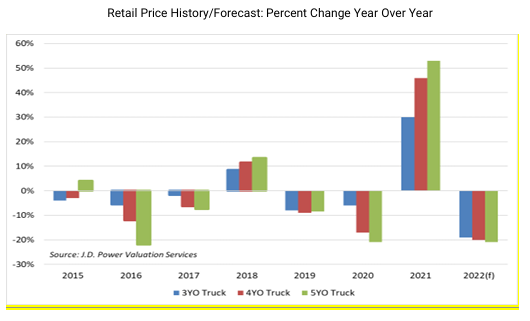 Retail Price History/Forecast: Percent Change Year Over Year
60%
50%
40%
30%
20%
10%
0%
-10%
-20%
-30%
Source: J.D. Power Valuation Services
2015 2016 2017 2018 2019 2020 2021 2022(f)
3YO Truck 4YO Truck 5YO Truck